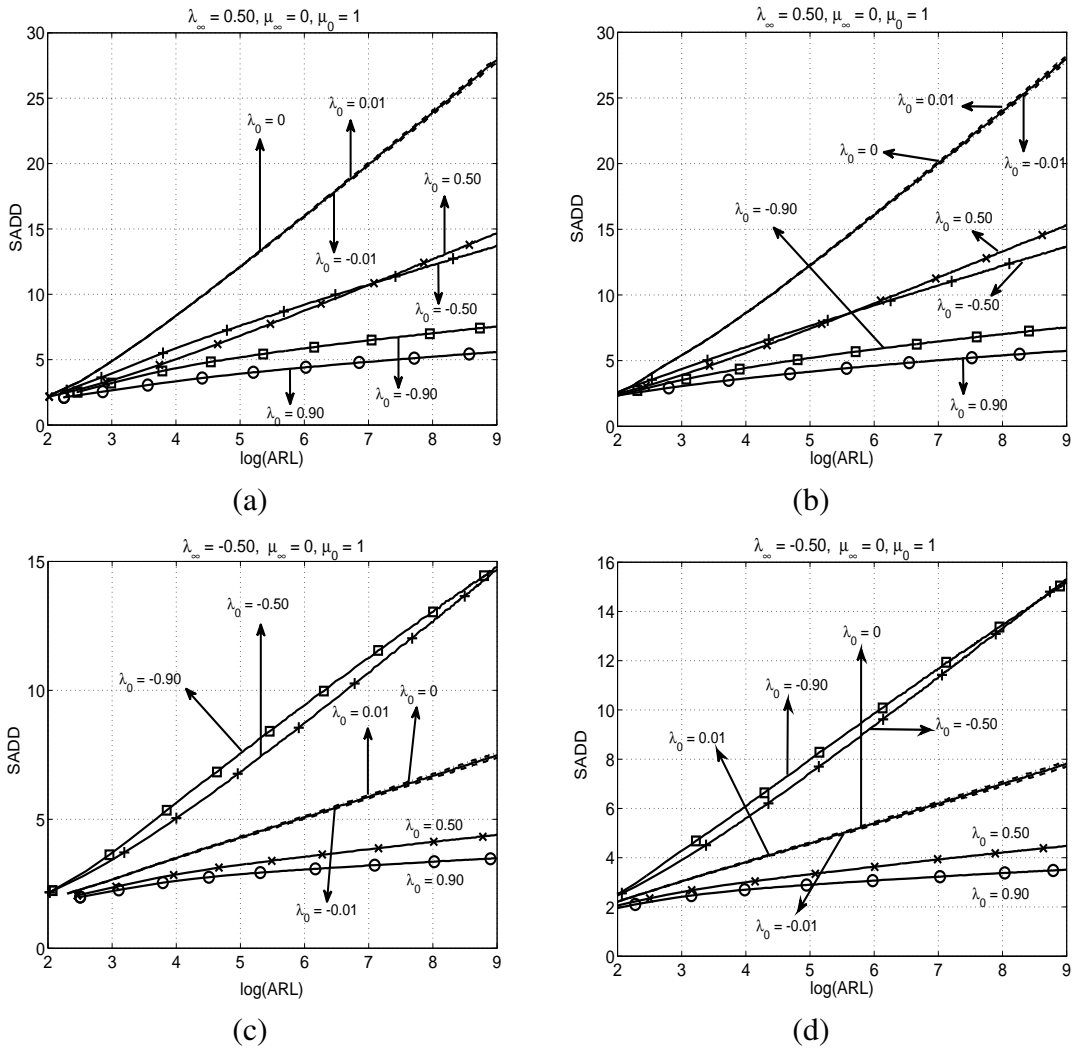 λ∞ = 0.50, μ∞ = 0, μ0 = 1
30
25
20
15
10
5
0
SADD
λ0 = 0
λ0 = 0.01
λ0 = 0.50
λ0 = -0.01
λ0 = -0.50
λ0 = -0.90
λ0 = 0.90
2 3 4 5 6 7 8 9
log(ARL)
(a)
λ∞ = 0.50, μ∞ = 0, μ0 = 1
30
25
20
15
10
5
0
SADD
λ0 = 0.01
λ0 = 0
λ0 = -0.01
λ0 = -0.90
λ0 = 0.50
λ0 = -0.50
λ0 = 0.90
2 3 4 5 6 7 8 9
log(ARL)
(b)
λ∞ = -0.50, μ∞ = 0, μ0 = 1
15
10
5
0
SADD
λ0 = -0.50
λ0 = -0.90
λ0 = 0.01
λ0 = 0
λ0 = 0.50
λ0 = 0.90
λ0 = -0.01
2 3 4 5 6 7 8 9
log(ARL)
(c)
λ∞ = -0.50, μ∞ = 0, μ0 = 1
16
14
12
10
8
6
4
2
0
SADD
λ0 = 0
λ0 = -0.90
λ0 = -0.50
λ0 = 0.01
λ0 = 0.50
λ0 = 0.90
λ0 = -0.01
2 3 4 5 6 7 8 9
log(ARL)
(d)